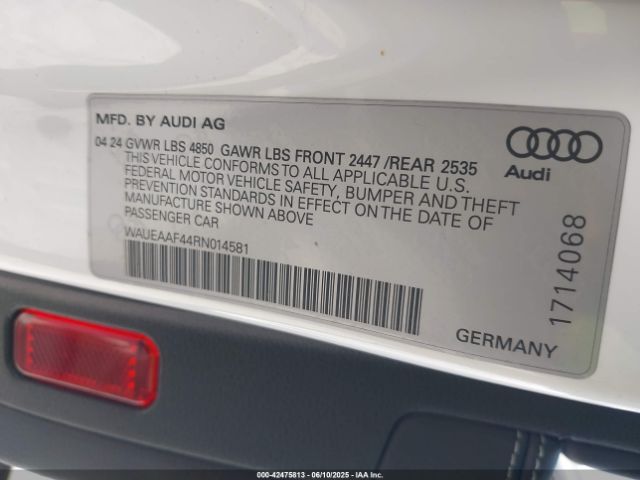 MFD. BY AUDI AG
04 24 GVWR LBS 4850 GAWR LBS FRONT 2447 /REAR 2535
THIS VEHICLE CONFORMS TO ALL APPLICABLE U.S.
FEDERAL MOTOR VEHICLE SAFETY, BUMPER AND THEFT
PREVENTION STANDARDS IN EFFECT ON THE DATE OF
MANUFACTURE SHOWN ABOVE
PASSENGER CAR
WAUEAAF44RN014581
Audi
1714068
GERMANY
000-42475813 - 06/10/2025 - IAA Inc.